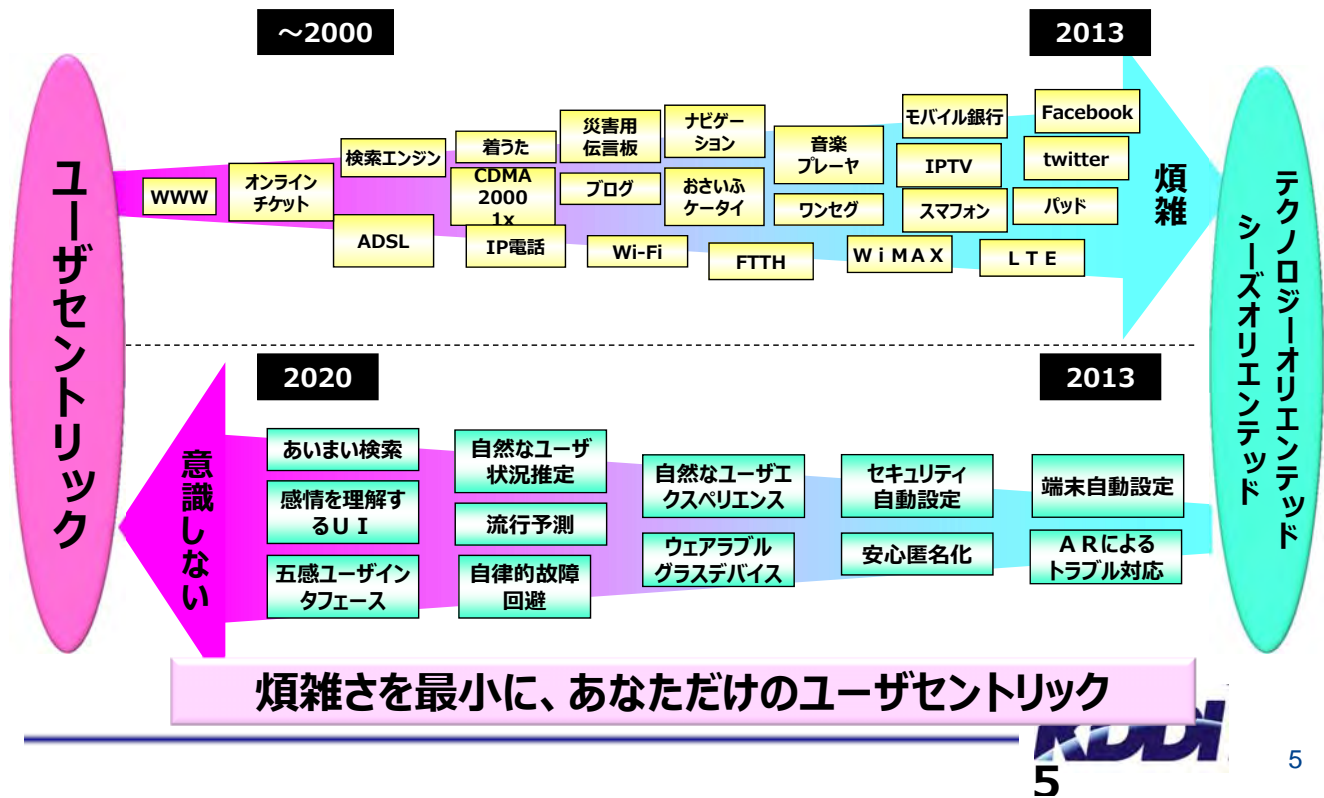 ~2000
2013
ユーザセントリック
WWW
オンライン
チケット
検索エンジン
ADSL
着うた
CDMA
2000
1x
IP電話
災害用
伝言板
ブログ
Wi-Fi
ナビゲー
ション
おさいふ
ケータイ
FTTH
音楽
プレーヤ
ワンセグ
WiMAX
モバイル銀行
IPTV
スマフォン
LTE
Facebook
twitter
パッド
煩雑
テクノロジーオリエンテッド
シーズオリエンテッド
2020
2013
意識しない
あいまい検索
感情を理解す
るUI
五感ユーザイン
タフェース
自然なユーザ
状況推定
流行予測
自律的故障
回避
自然なユーザエ
クスペリエンス
ウェアラブル
グラスデバイス
セキュリティ
自動設定
安心匿名化
端末自動設定
ARによる
トラブル対応
煩雑さを最小に、あなただけのユーザセントリック
KDDI
5
5